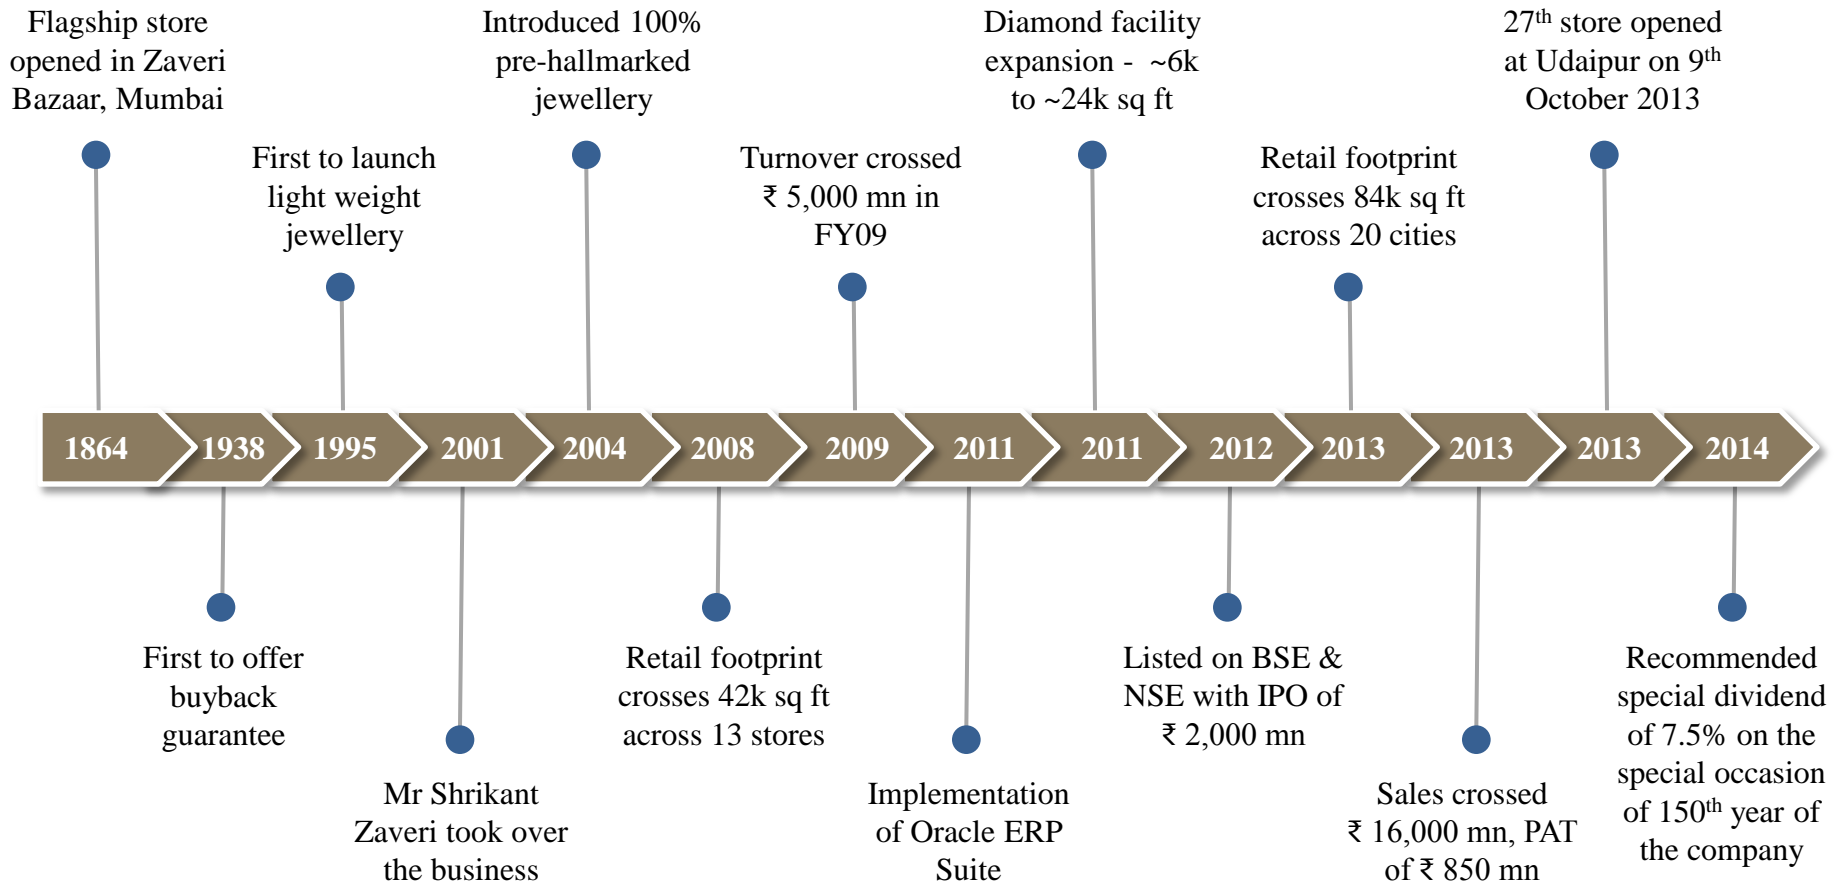 Flagship store
opened in Zaveri
Bazaar, Mumbai
Introduced 100%
pre-hallmarked
jewellery
Diamond facility
expansion - ~6k
to ~24k sq ft
27th store opened
at Udaipur on 9th
October 2013
First to launch
light weight
jewellery
Turnover crossed
₹ 5,000 mn in
FY09
Retail footprint
crosses 84k sq ft
across 20 cities
1864
1938
1995
2001
2004
2008
2009
2011
2011
2012
2013
2013
2013
2014
First to offer
buyback
guarantee
Retail footprint
crosses 42k sq ft
across 13 stores
Listed on BSE &
NSE with IPO of
₹ 2,000 mn
Recommended
special dividend
of 7.5% on the
special occasion
of 150th year of
the company
Mr Shrikant
Zaveri took over
the business
Implementation
of Oracle ERP
Suite
Sales crossed
₹ 16,000 mn, PAT
of ₹ 850 mn